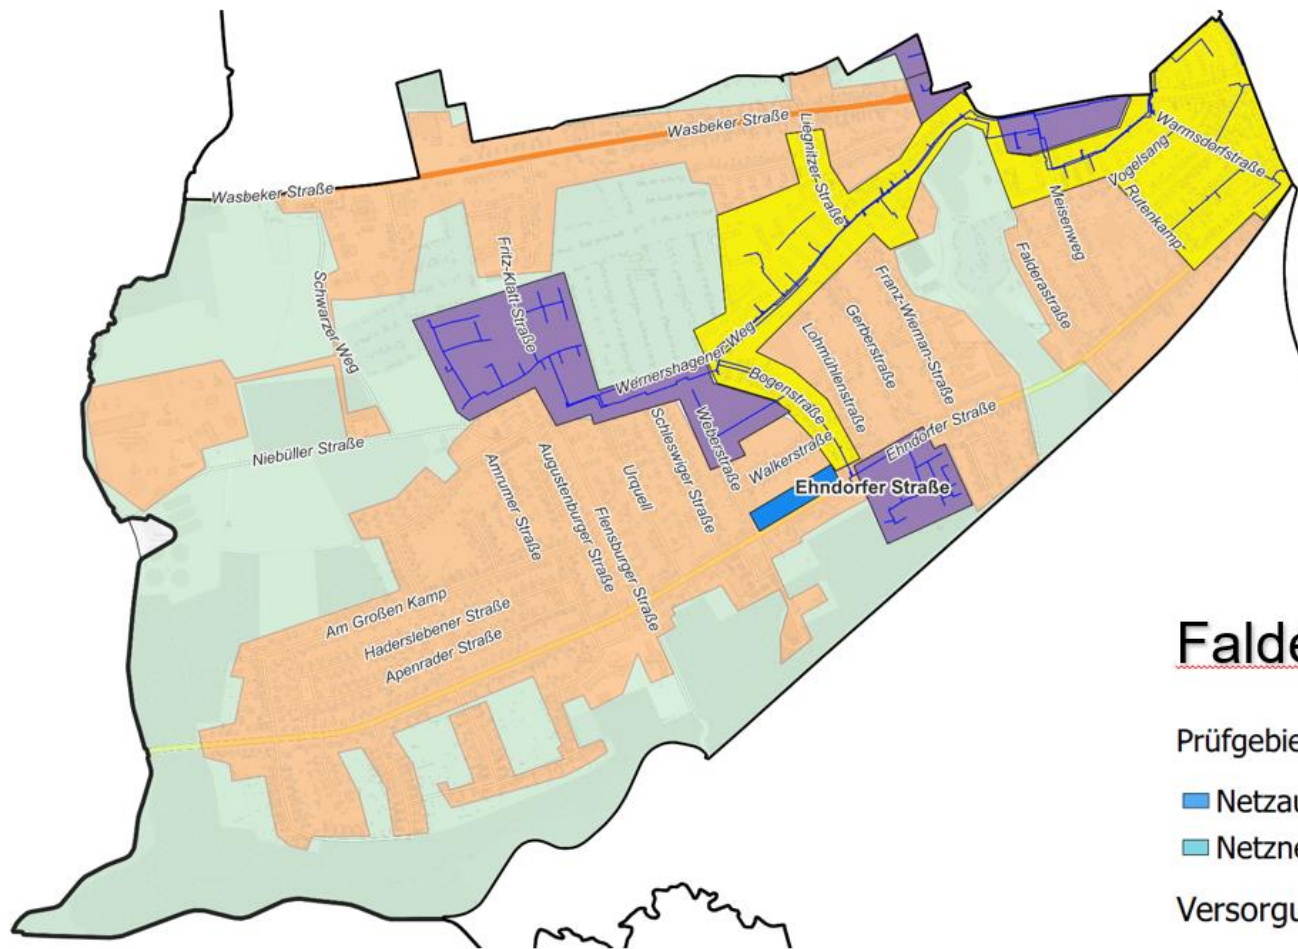 Wasbeker Straße
Liegnitzer-Straße
Warmsdorfstraße
Vogelsang
Wasbeker Straße
Meisenweg
Rutenkamp
Fritz-Klatt-Straße
Falderastraße
Schwarzer Weg
Franz-Wieman-Straße
Gerberstraße
Lohmühlenstraße
Wernershagener Weg
Bogenstraße
Ehndorfer Straße
Weberstraße
Schleswiger Straße
Walkerstraße
Niebüller Straße
Ehndorfer Straße
Amrumer Straße
Augustenburger Straße
Urquell
Flensburger Straße
Am Großen Kamp
Haderslebener Straße
Apenrader Straße
Falde
Prüfgebie
Netzau
Netzne
Versorgu